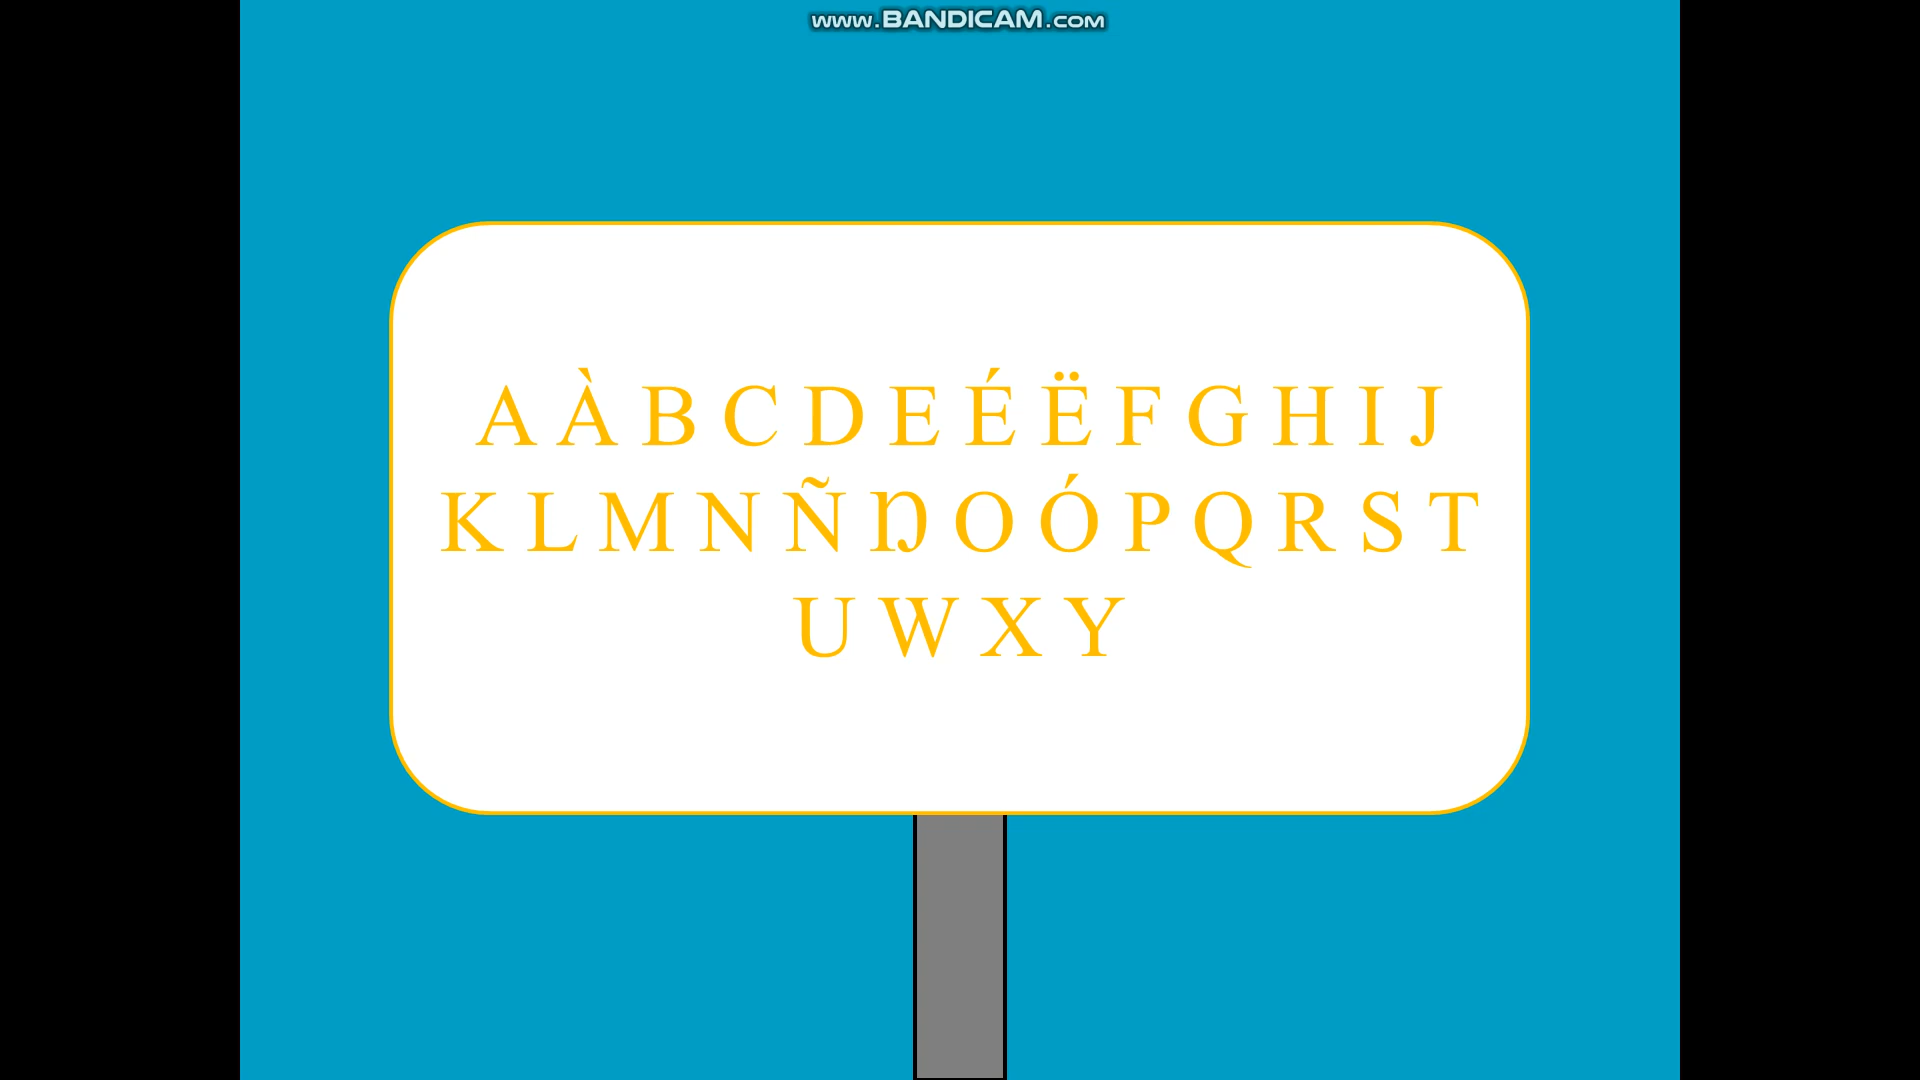 www.BANDICAM.com
A À B C D E É Ë F G H I J
K L M N Ñ Ŋ O Ó P Q R S T
U W X Y